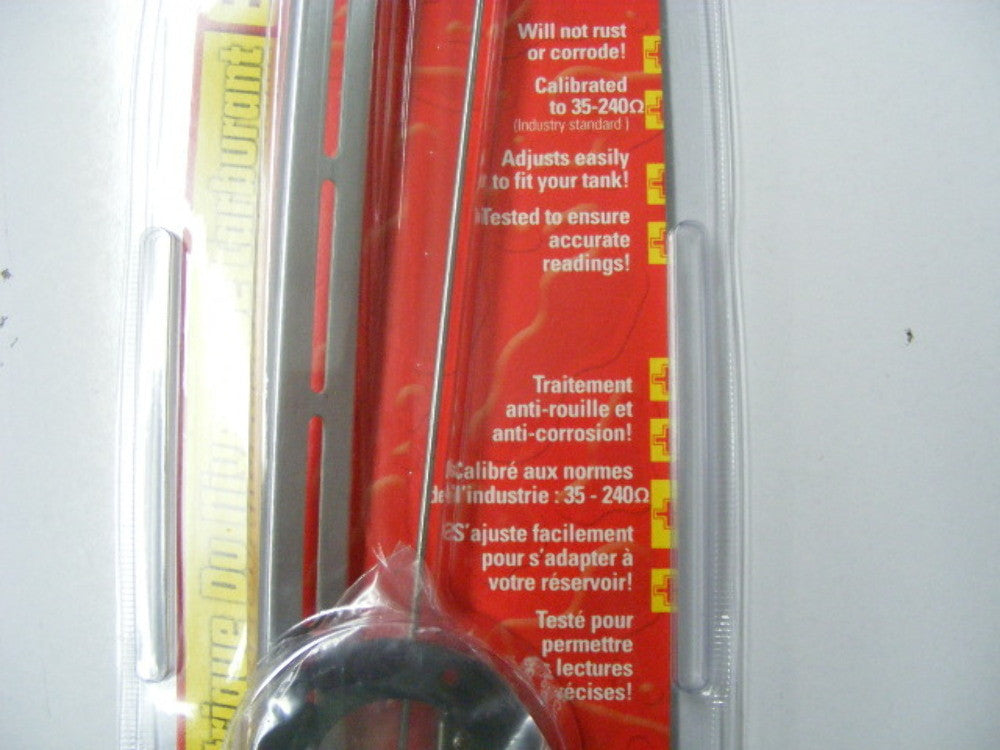 Will not rust
or corrode!
Calibrated
to 35-240Ω
(Industry standard )
Adjusts easily
to fit your tank!
Tested to ensure
accurate
readings!
Traitement
anti-rouille et
anti-corrosion!
Calibré aux normes
de l'industrie : 35 - 240Ω
S'ajuste facilement
pour s'adapter à
votre réservoir!
Testé pour
permettre
lectures